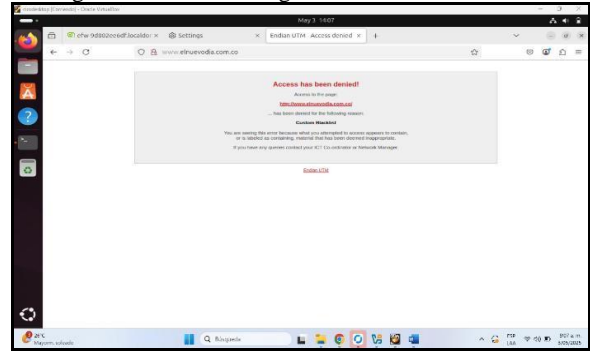 May 3 14:07
Settings
Endian UTM - Access denied
www.elnuevodia.com.co
Access has been denied!
Access to the page:
http://www.elnuevodia.com.co/
... has been denied for the following reason:
Custom Blacklist
You are seeing this error because what you attempted to access appears to contain,
or is labeled as containing, material that has been deemed inappropriate.
If you have any queries contact your ICT Co-ordinator or Network Manager.
Endian UTM
Búsqueda
ESP